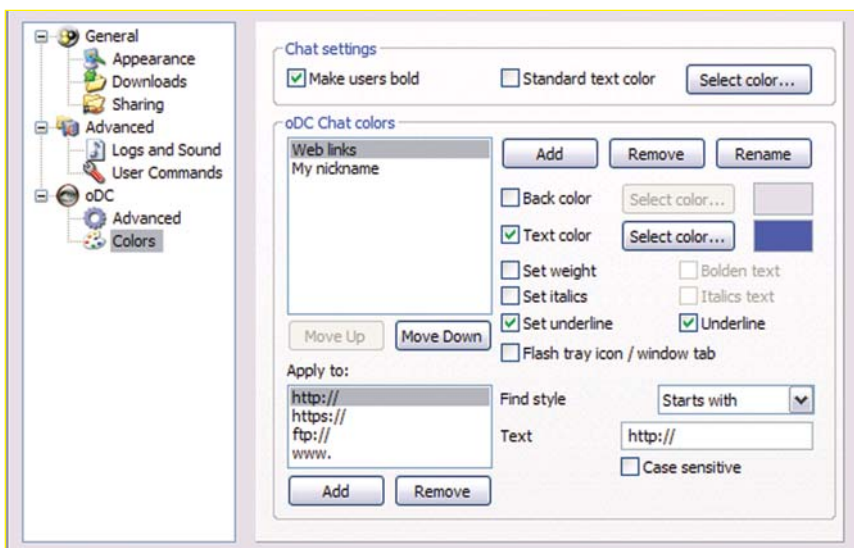 General
Appearance
Downloads
Sharing
Advanced
Logs and Sound
User Commands
oDC
Advanced
Colors
Chat settings
Make users bold Standard text color Select color...
oDC Chat colors
Web links
My nickname
Add Remove Rename
Back color Select color...
Text color Select color...
Set weight Bolden text
Set italics Italics text
Set underline Underline
Flash tray icon / window tab
Move Up Move Down
Apply to:
http://
https://
ftp://
www.
Add Remove
Find style Starts with
Text http://
Case sensitive